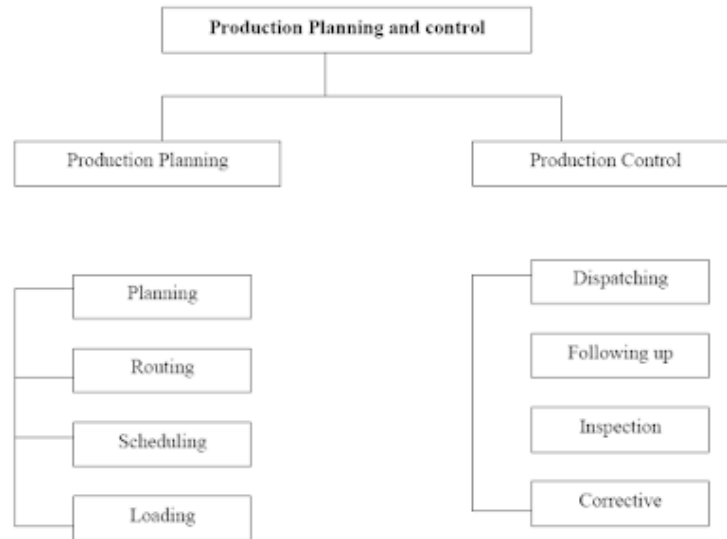 Production Planning and control
Production Planning
Production Control
Planning
Routing
Scheduling
Loading
Dispatching
Following up
Inspection
Corrective